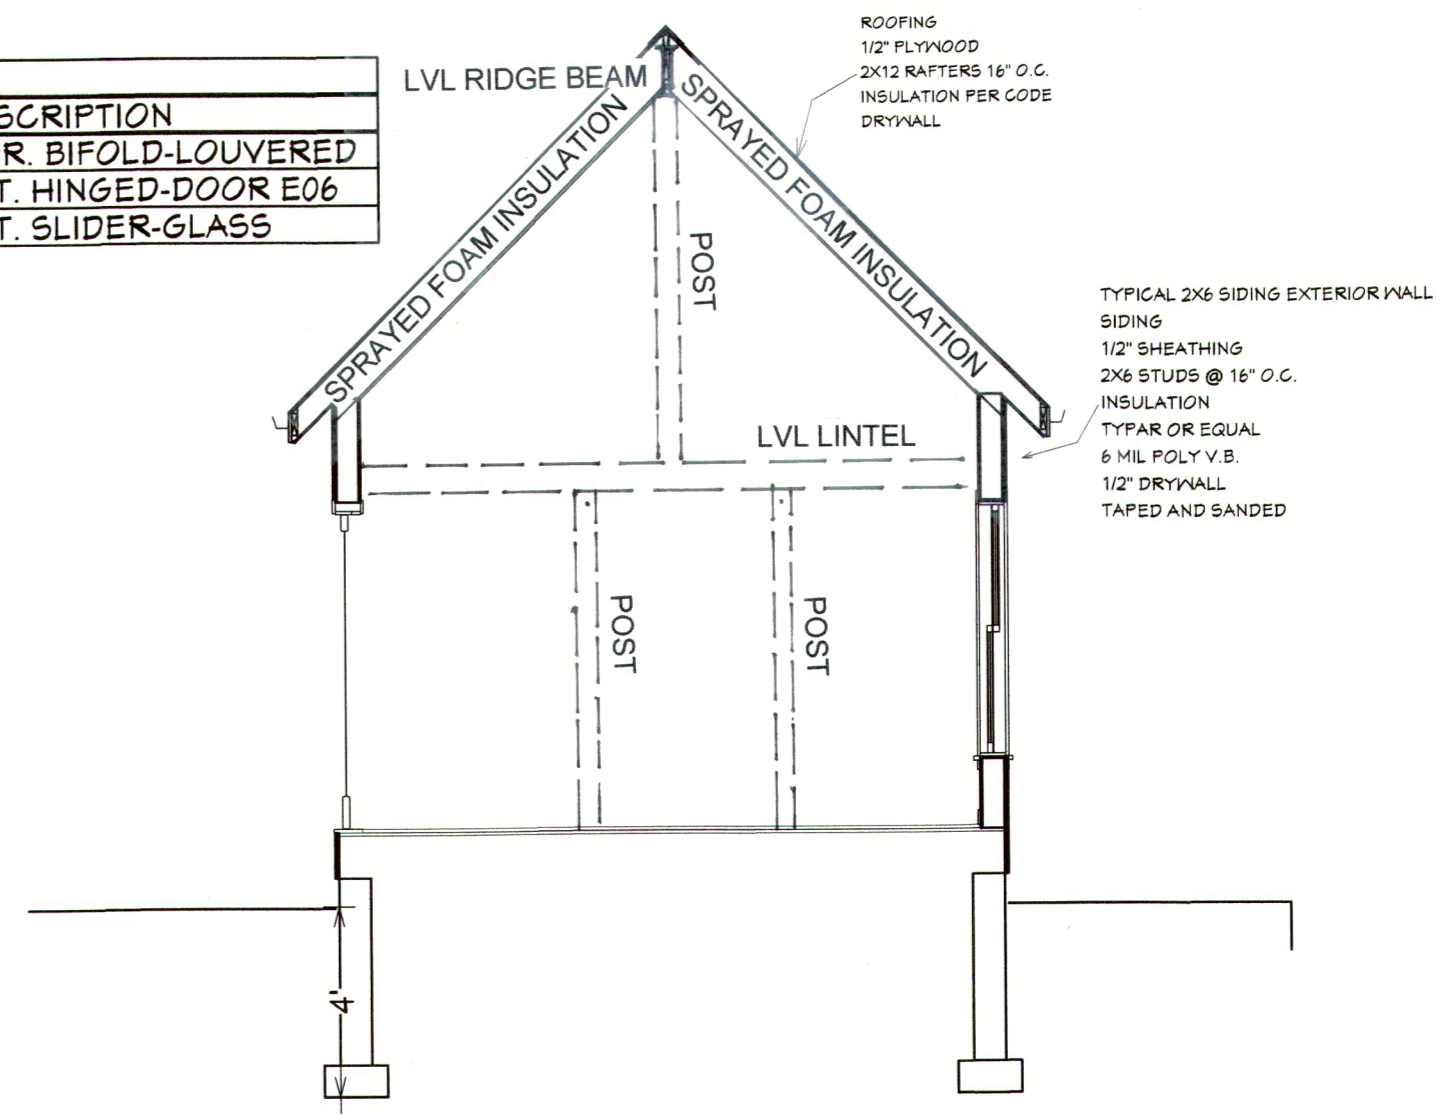 SCRIPTION
R. BIFOLD-LOUVERED
T. HINGED-DOOR E06
T. SLIDER-GLASS
LVL RIDGE BEAM
SPRAYED FOAM INSULATION
SPRAYED FOAM INSULATION
ROOFING
1/2" PLYWOOD
2X12 RAFTERS 16" O.C.
INSULATION PER CODE
DRYWALL
POST
TYPICAL 2X6 SIDING EXTERIOR WALL
SIDING
1/2" SHEATHING
2X6 STUDS @ 16" O.C.
INSULATION
TYPAR OR EQUAL
6 MIL POLY V.B.
1/2" DRYWALL
TAPED AND SANDED
LVL LINTEL
POST
POST
4'